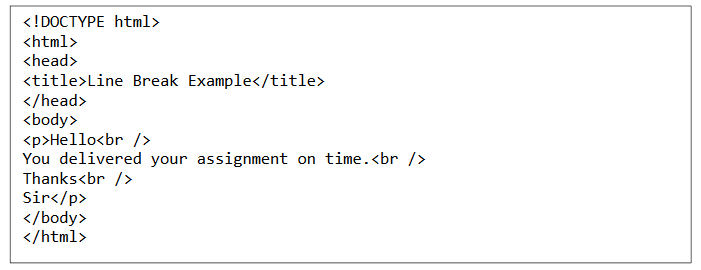 <!DOCTYPE html>
<html>
<head>
<title>Line Break Example</title>
</head>
<body>
<p>Hello<br />
You delivered your assignment on time.<br />
Thanks<br />
Sir</p>
</body>
</html>